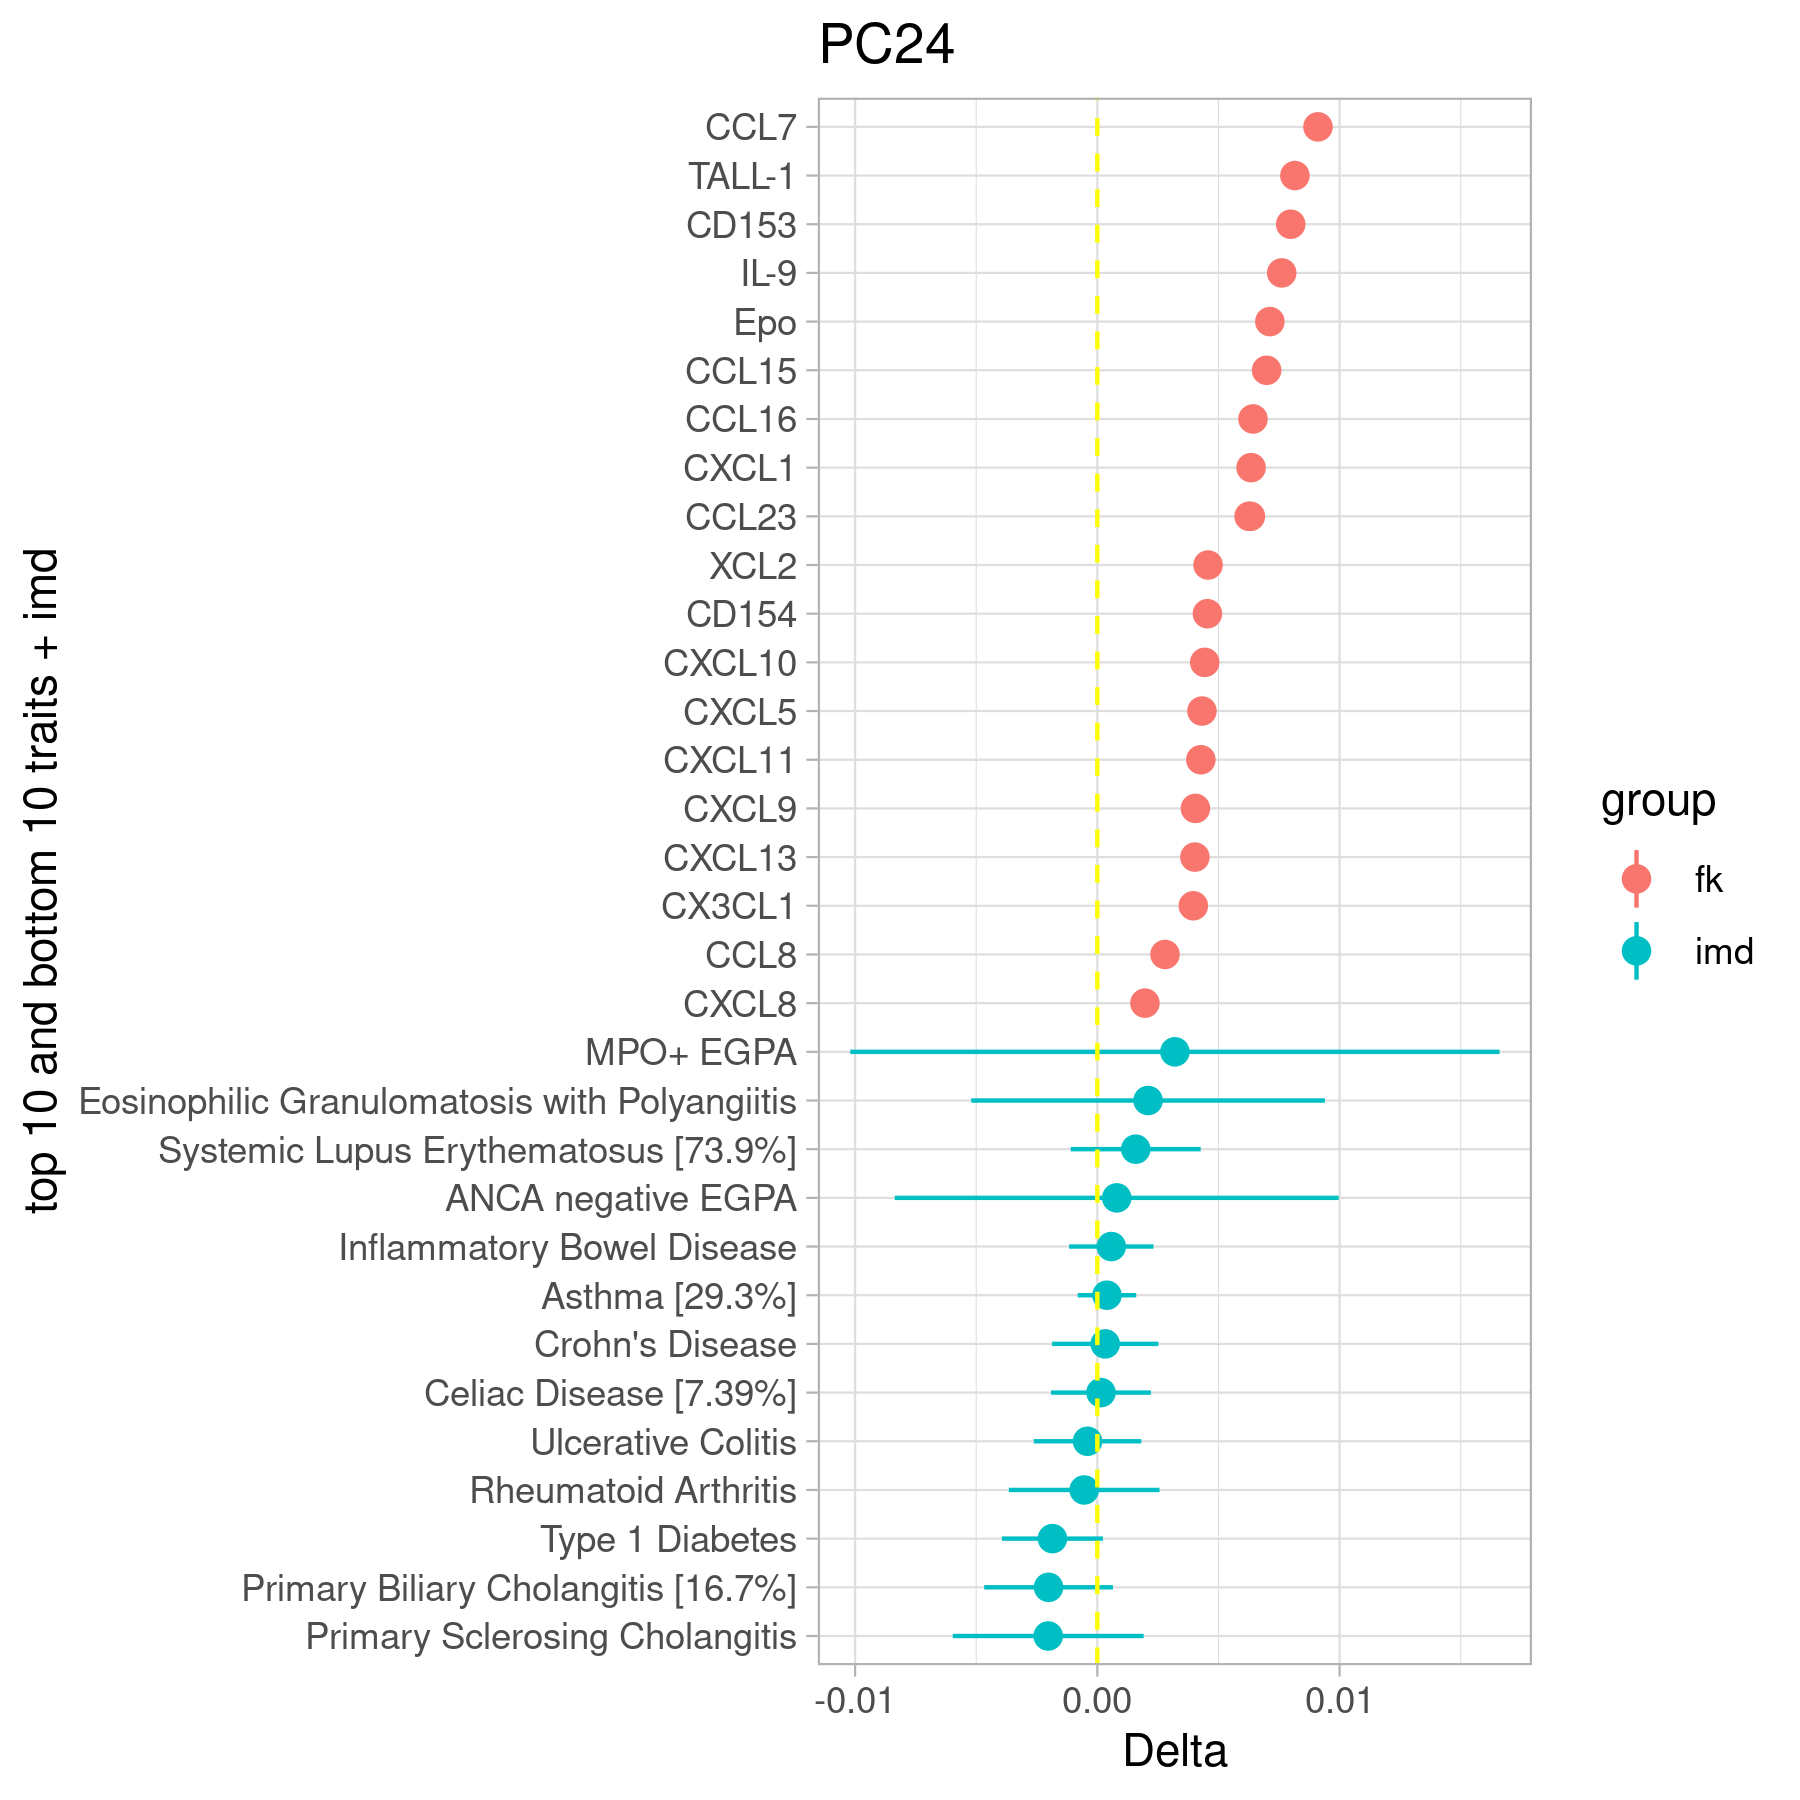 PC24
top 10 and bottom 10 traits + imd
CCL7
TALL-1
CD153
IL-9
Epo
CCL15
CCL16
CXCL1
CCL23
XCL2
CD154
CXCL10
CXCL5
CXCL11
CXCL9
CXCL13
CX3CL1
CCL8
CXCL8
MPO+ EGPA
Eosinophilic Granulomatosis with Polyangiitis
Systemic Lupus Erythematosus [73.9%]
ANCA negative EGPA
Inflammatory Bowel Disease
Asthma [29.3%]
Crohn's Disease
Celiac Disease [7.39%]
Ulcerative Colitis
Rheumatoid Arthritis
Type 1 Diabetes
Primary Biliary Cholangitis [16.7%]
Primary Sclerosing Cholangitis
-0.01 0.00 0.01
Delta
group
fk
imd